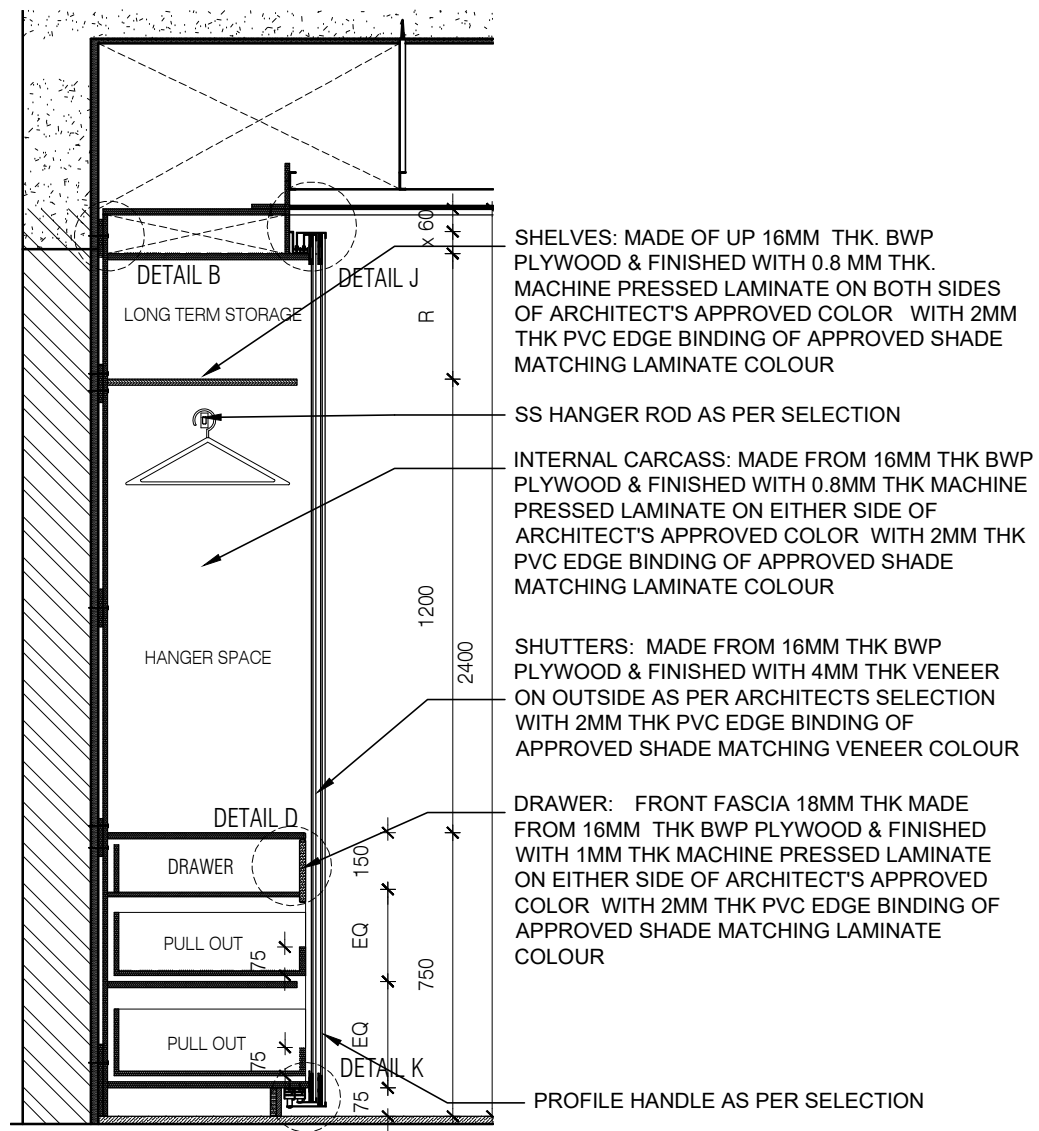 x 60
SHELVES: MADE OF UP 16MM THK. BWP
PLYWOOD & FINISHED WITH 0.8 MM THK.
MACHINE PRESSED LAMINATE ON BOTH SIDES
OF ARCHITECT'S APPROVED COLOR WITH 2MM
THK PVC EDGE BINDING OF APPROVED SHADE
MATCHING LAMINATE COLOUR
DETAIL B
DETAIL J
LONG TERM STORAGE
R
SS HANGER ROD AS PER SELECTION
INTERNAL CARCASS: MADE FROM 16MM THK BWP
PLYWOOD & FINISHED WITH 0.8MM THK MACHINE
PRESSED LAMINATE ON EITHER SIDE OF
ARCHITECT'S APPROVED COLOR WITH 2MM THK
PVC EDGE BINDING OF APPROVED SHADE
MATCHING LAMINATE COLOUR
1200
2400
HANGER SPACE
SHUTTERS: MADE FROM 16MM THK BWP
PLYWOOD & FINISHED WITH 4MM THK VENEER
ON OUTSIDE AS PER ARCHITECTS SELECTION
WITH 2MM THK PVC EDGE BINDING OF
APPROVED SHADE MATCHING VENEER COLOUR
DETAIL D
DRAWER
150
DRAWER: FRONT FASCIA 18MM THK MADE
FROM 16MM THK BWP PLYWOOD & FINISHED
WITH 1MM THK MACHINE PRESSED LAMINATE
ON EITHER SIDE OF ARCHITECT'S APPROVED
COLOR WITH 2MM THK PVC EDGE BINDING OF
APPROVED SHADE MATCHING LAMINATE
COLOUR
PULL OUT
75
EQ
750
PULL OUT
75
EQ
DETAIL K
75
PROFILE HANDLE AS PER SELECTION